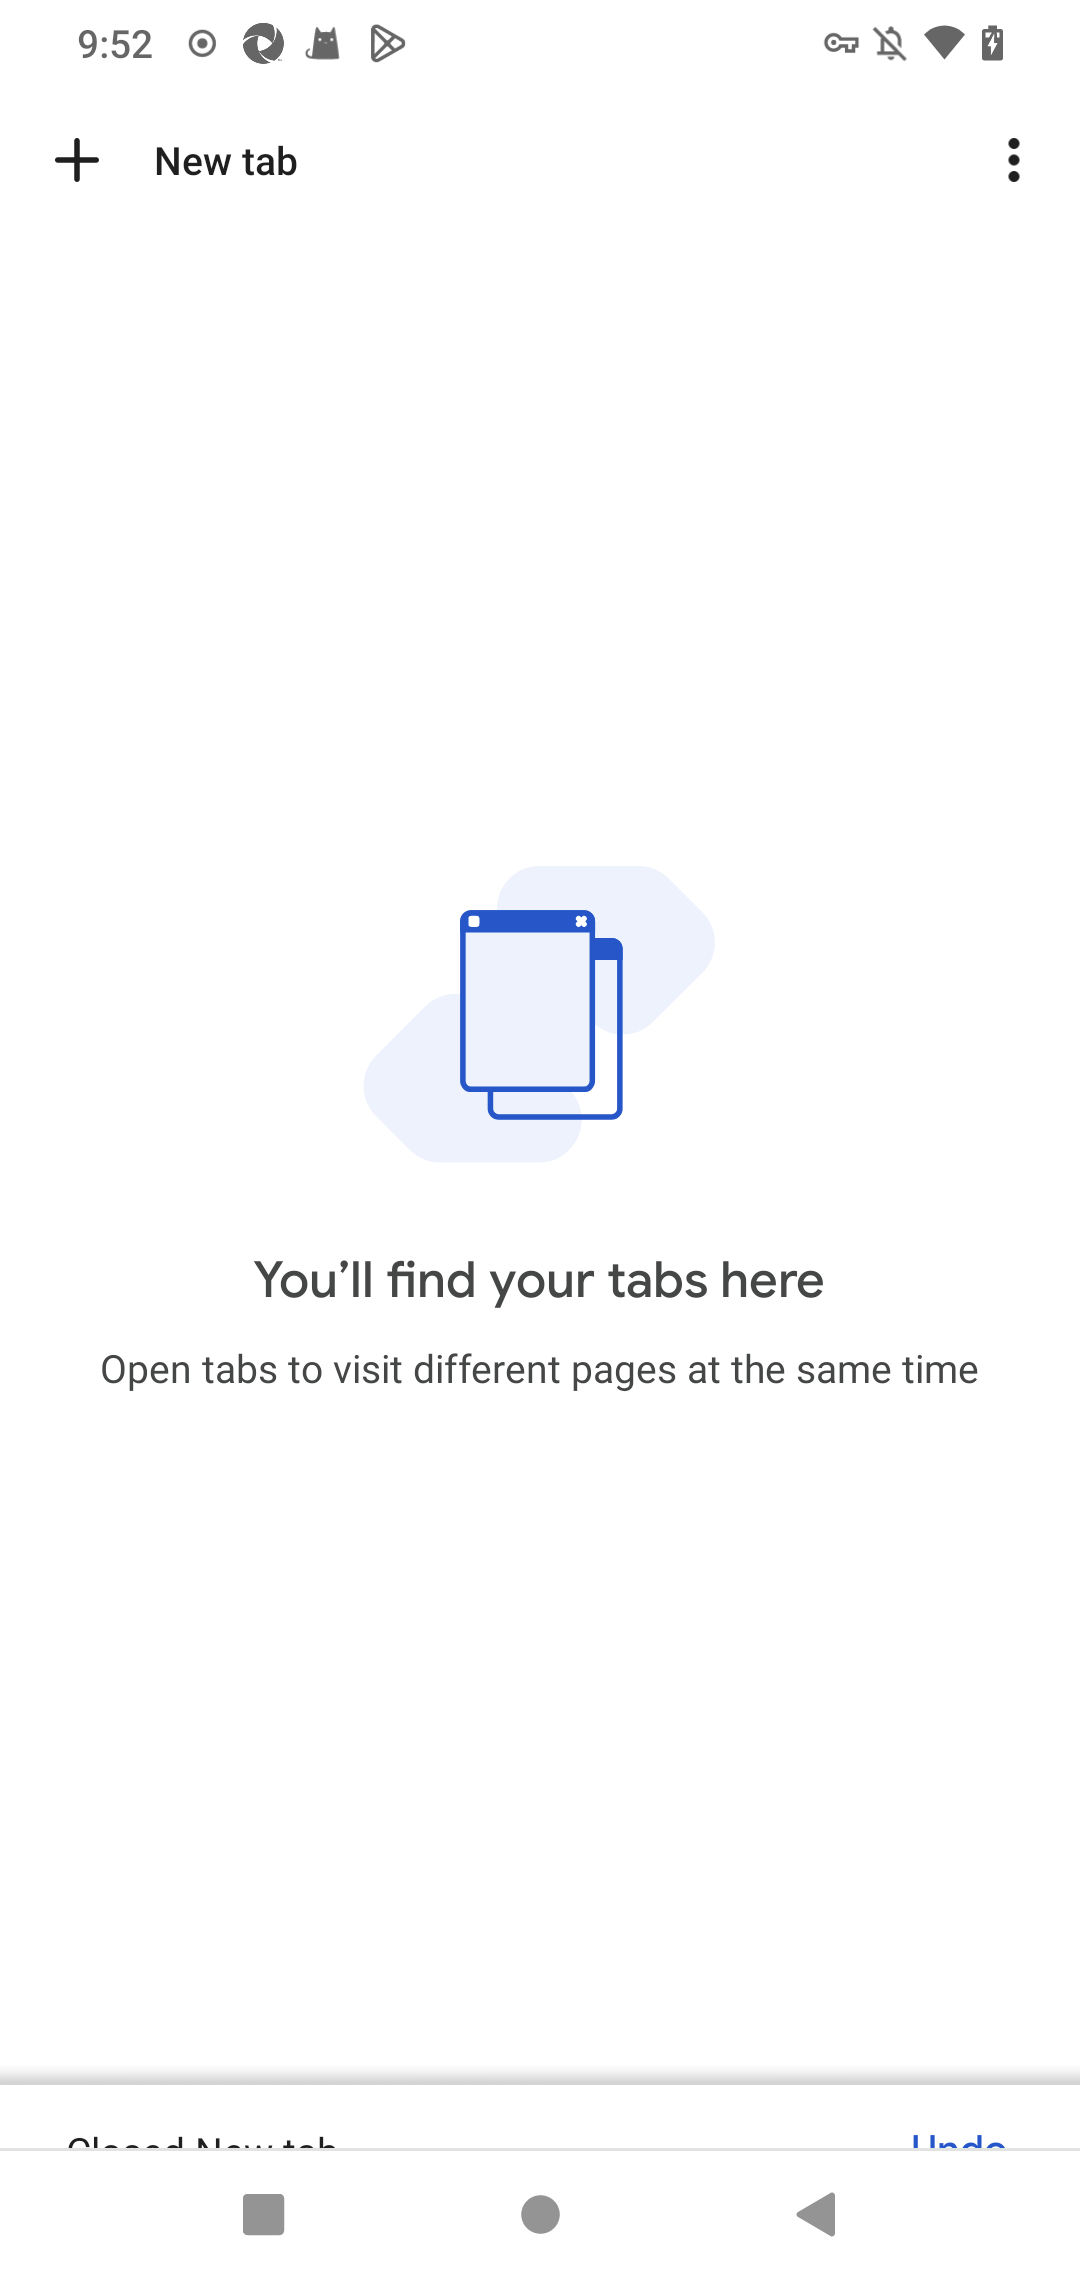 9:52
New tab
You’ll find your tabs here
Open tabs to visit different pages at the same time
Closed New tab
Undo